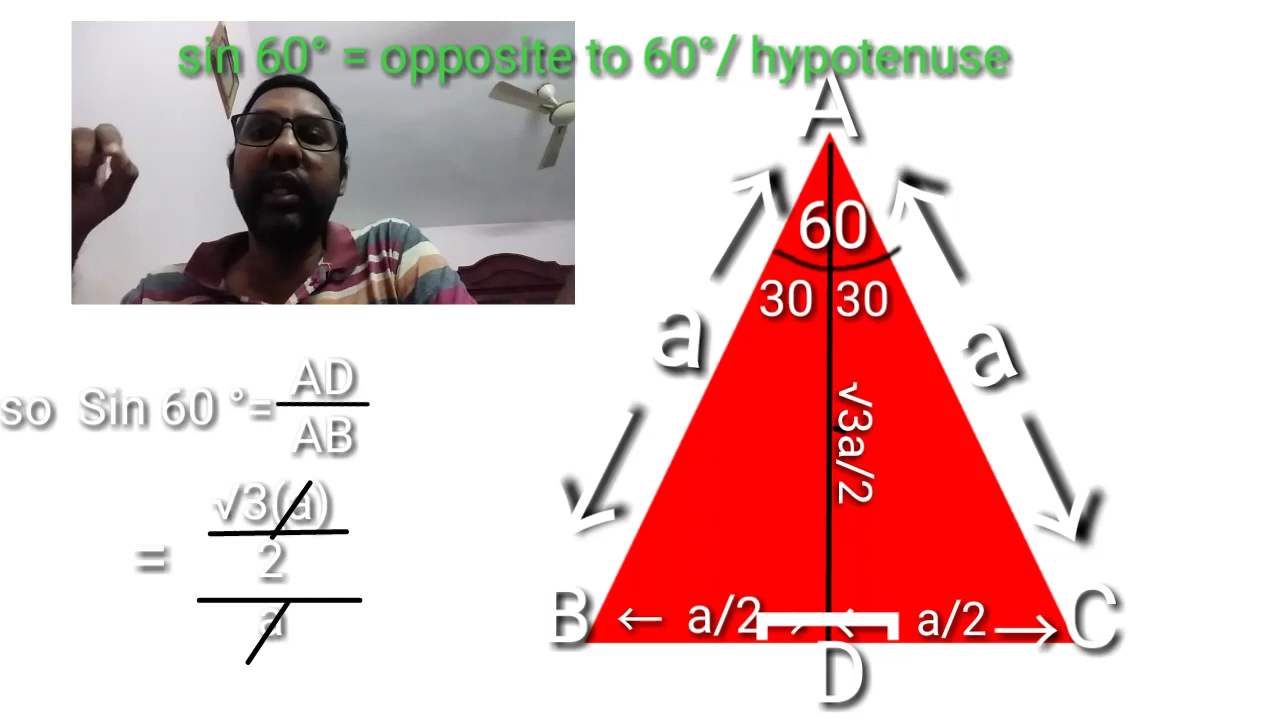 sin 60° = opposite to 60°/ hypotenuse
A
60
30 30
a a
so Sin 60 °= AD
AB
√3a/2
√3(a)
= 2
a
B ← a/2 → ← a/2 → C
D